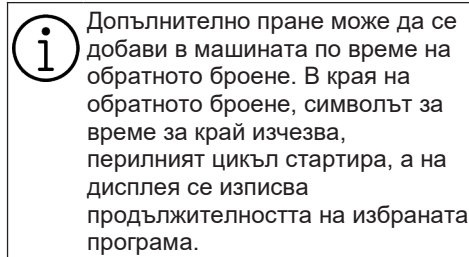 Допълнително пране може да се
добави в машината по време на
обратното броене. В края на
обратното броене, символът за
време за край изчезва,
перилният цикъл стартира, а на
дисплея се изписва
продължителността на избраната
програма.